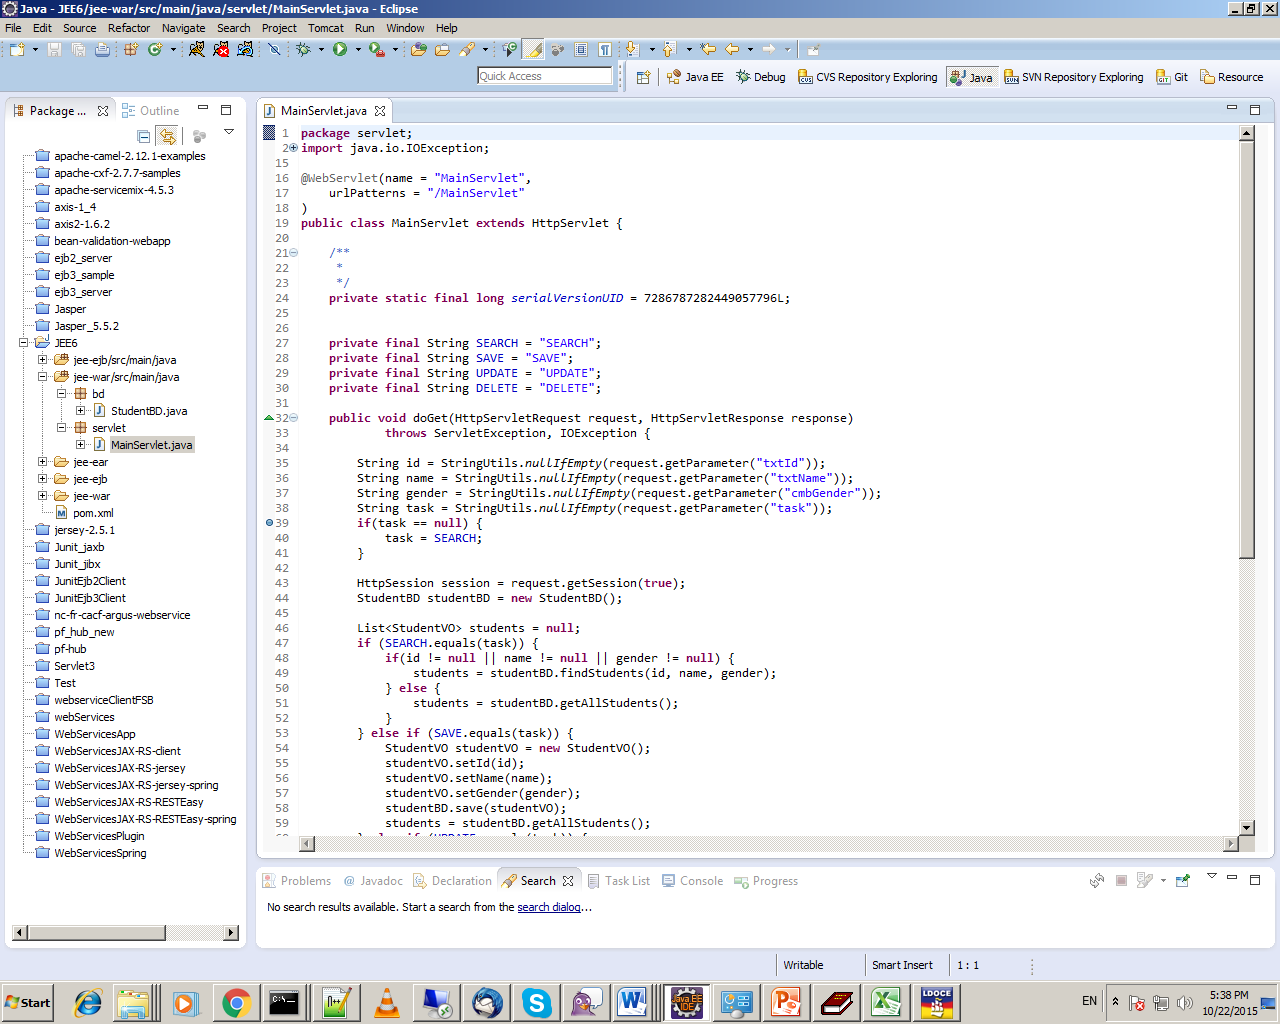 Java - JEE6/jee-war/src/main/java/servlet/MainServlet.java - Eclipse
File Edit Source Refactor Navigate Search Project Tomcat Run Window Help
Quick Access
Java EE Debug CVS Repository Exploring Java SVN Repository Exploring Git Resource
Package ... Outline
apache-camel-2.12.1-examples
apache-cxf-2.7.7-samples
apache-servicemix-4.5.3
axis-1_4
axis2-1.6.2
bean-validation-webapp
ejb2_server
ejb3_sample
ejb3_server
Jasper
Jasper_5.5.2
JEE6
jee-ejb/src/main/java
jee-war/src/main/java
bd
StudentBD.java
servlet
MainServlet.java
jee-ear
jee-ejb
jee-war
pom.xml
jersey-2.5.1
Junit_jaxb
Junit_jibx
JunitEjb2Client
JunitEjb3Client
nc-fr-cacf-argus-webservice
pf_hub_new
pf-hub
Servlet3
Test
webserviceClientFSB
webServices
WebServicesApp
WebServicesJAX-RS-client
WebServicesJAX-RS-jersey
WebServicesJAX-RS-jersey-spring
WebServicesJAX-RS-RESTEasy
WebServicesJAX-RS-RESTEasy-spring
WebServicesPlugin
WebServicesSpring
MainServlet.java
1 package servlet;
2 import java.io.IOException;
15
16 @WebServlet(name = "MainServlet",
17     urlPatterns = "/MainServlet"
18 )
19 public class MainServlet extends HttpServlet {
20
21     /**
22      *
23      */
24     private static final long serialVersionUID = 7286787282449057796L;
25
26
27     private final String SEARCH = "SEARCH";
28     private final String SAVE = "SAVE";
29     private final String UPDATE = "UPDATE";
30     private final String DELETE = "DELETE";
31
32     public void doGet(HttpServletRequest request, HttpServletResponse response)
33             throws ServletException, IOException {
34
35         String id = StringUtils.nullIfEmpty(request.getParameter("txtId"));
36         String name = StringUtils.nullIfEmpty(request.getParameter("txtName"));
37         String gender = StringUtils.nullIfEmpty(request.getParameter("cmbGender"));
38         String task = StringUtils.nullIfEmpty(request.getParameter("task"));
39         if(task == null) {
40             task = SEARCH;
41         }
42
43         HttpSession session = request.getSession(true);
44         StudentBD studentBD = new StudentBD();
45
46         List<StudentVO> students = null;
47         if (SEARCH.equals(task)) {
48             if(id != null || name != null || gender != null) {
49                 students = studentBD.findStudents(id, name, gender);
50             } else {
51                 students = studentBD.getAllStudents();
52             }
53         } else if (SAVE.equals(task)) {
54             StudentVO studentVO = new StudentVO();
55             studentVO.setId(id);
56             studentVO.setName(name);
57             studentVO.setGender(gender);
58             studentBD.save(studentVO);
59             students = studentBD.getAllStudents();
Problems Javadoc Declaration Search Task List Console Progress
No search results available. Start a search from the search dialog...
Writable Smart Insert 1 : 1
Start
Java EE IDE
LDOCE
EN
5:38 PM
10/22/2015